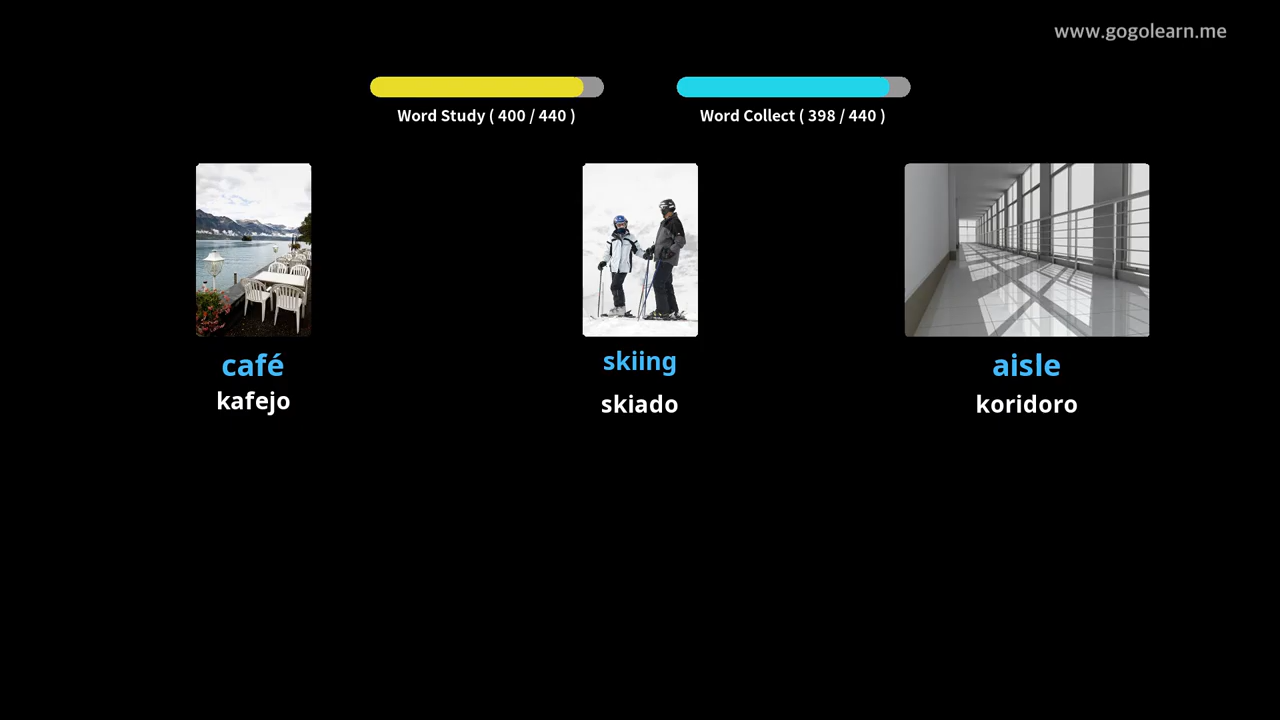 www.gogolearn.me
Word Study ( 400 / 440 )
Word Collect ( 398 / 440 )
café
kafejo
skiing
skiado
aisle
koridoro